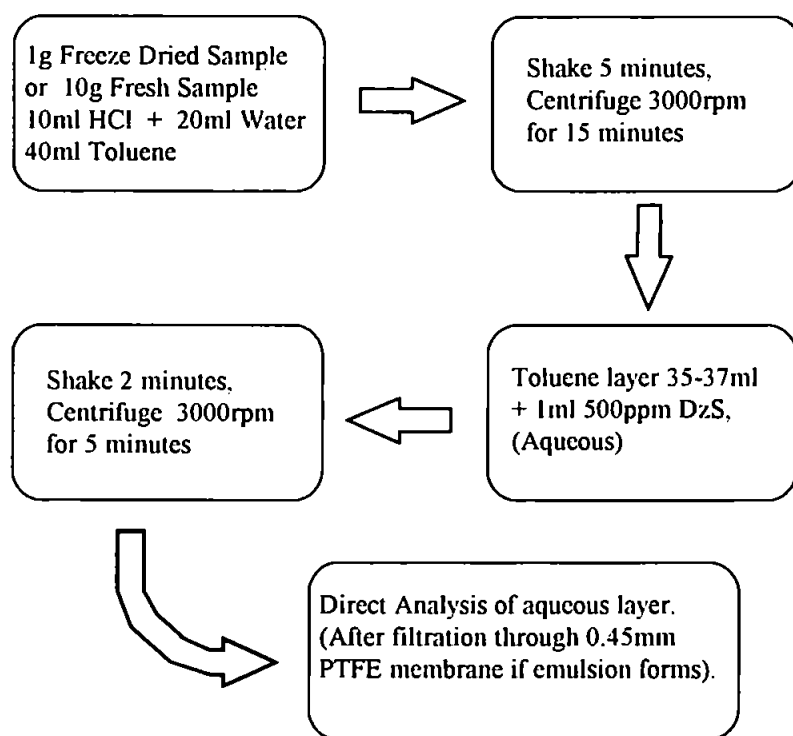 1g Freeze Dried Sample
or 10g Fresh Sample
10ml HCl + 20ml Water
40ml Toluene
Shake 5 minutes,
Centrifuge 3000rpm
for 15 minutes
Toluene layer 35-37ml
+ 1ml 500ppm DzS,
(Aqueous)
Shake 2 minutes,
Centrifuge 3000rpm
for 5 minutes
Direct Analysis of aqueous layer.
(After filtration through 0.45mm
PTFE membrane if emulsion forms).